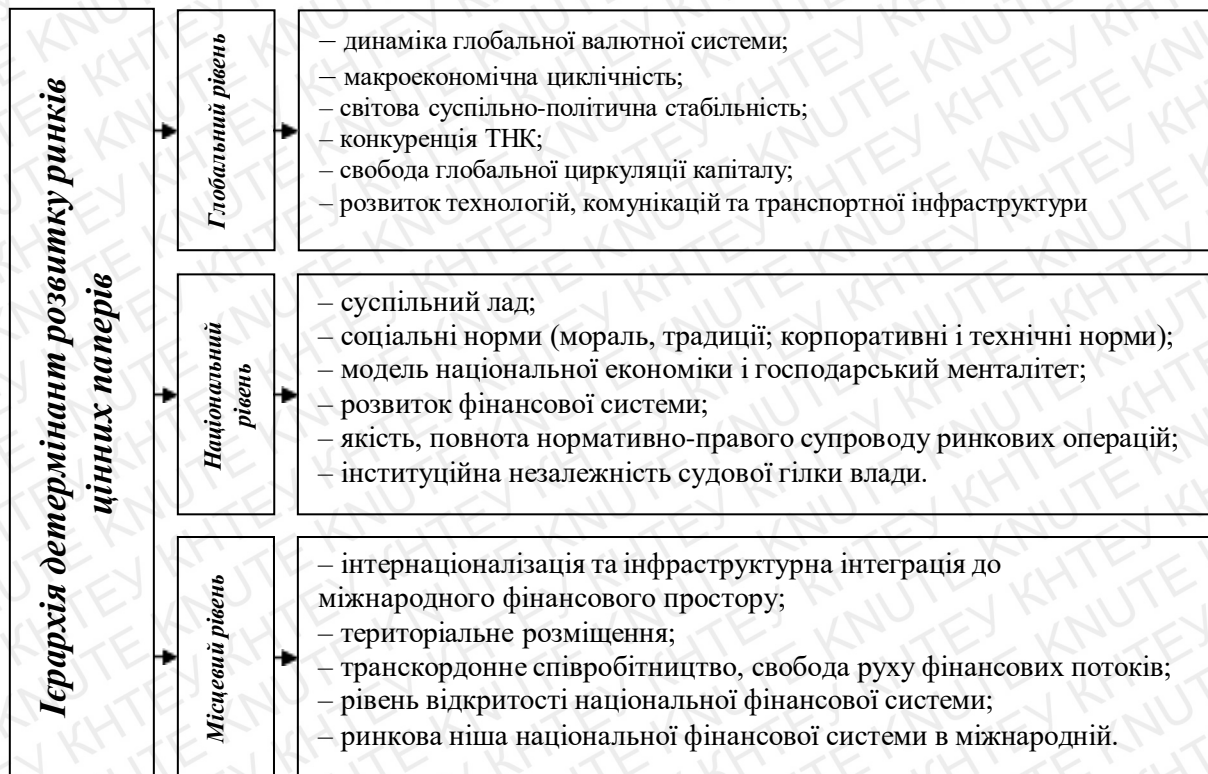 Ієрархія детермінант розвитку ринків
цінних паперів
Глобальний рівень
– динаміка глобальної валютної системи;
– макроекономічна циклічність;
– світова суспільно-політична стабільність;
– конкуренція ТНК;
– свобода глобальної циркуляції капіталу;
– розвиток технологій, комунікацій та транспортної інфраструктури
Національний
рівень
– суспільний лад;
– соціальні норми (мораль, традиції; корпоративні і технічні норми);
– модель національної економіки і господарський менталітет;
– розвиток фінансової системи;
– якість, повнота нормативно-правого супроводу ринкових операцій;
– інституційна незалежність судової гілки влади.
Місцевий рівень
– інтернаціоналізація та інфраструктурна інтеграція до
міжнародного фінансового простору;
– територіальне розміщення;
– транскордонне співробітництво, свобода руху фінансових потоків;
– рівень відкритості національної фінансової системи;
– ринкова ніша національної фінансової системи в міжнародній.